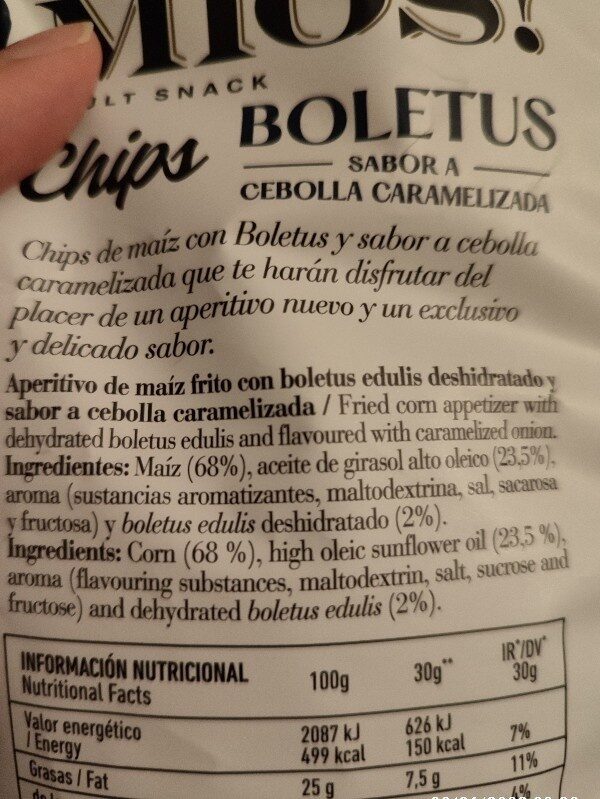 MIOS!
ULT SNACK
Chips
BOLETUS
SABOR A
CEBOLLA CARAMELIZADA
Chips de maíz con Boletus y sabor a cebolla
caramelizada que te harán disfrutar del
placer de un aperitivo nuevo y un exclusivo
y delicado sabor.
Aperitivo de maíz frito con boletus edulis deshidratado y
sabor a cebolla caramelizada / Fried corn appetizer with
dehydrated boletus edulis and flavoured with caramelized onion.
Ingredientes: Maíz (68%), aceite de girasol alto oleico (23,5%),
aroma (sustancias aromatizantes, maltodextrina, sal, sacarosa
y fructosa) y boletus edulis deshidratado (2%).
Ingredients: Corn (68 %), high oleic sunflower oil (23,5 %),
aroma (flavouring substances, maltodextrin, salt, sucrose and
fructose) and dehydrated boletus edulis (2%).
INFORMACIÓN NUTRICIONAL
Nutritional Facts
100g
30g**
IR*/DV*
30g
Valor energético
/ Energy
2087 kJ
499 kcal
626 kJ
150 kcal
7%
Grasas / Fat
25 g
7,5 g
11%